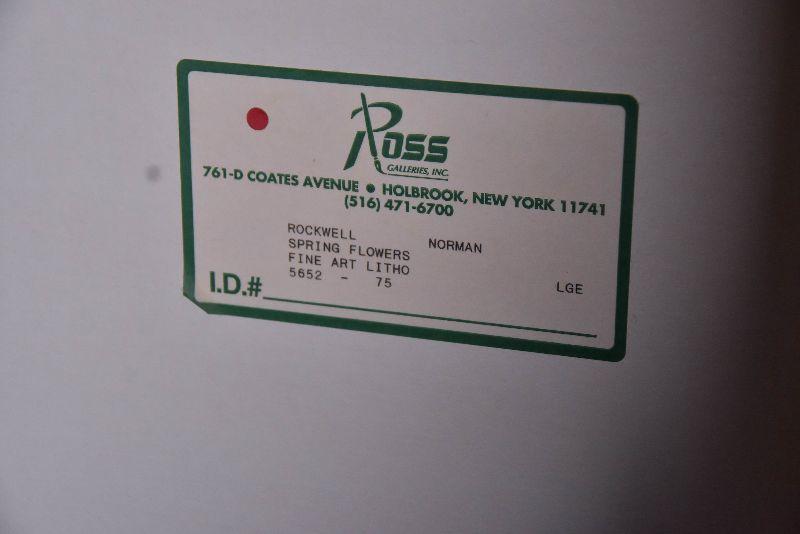 Ross
GALLERIES, INC.
761-D COATES AVENUE ● HOLBROOK, NEW YORK 11741
(516) 471-6700
ROCKWELL NORMAN
SPRING FLOWERS
FINE ART LITHO
5652 - 75 LGE
I.D.#